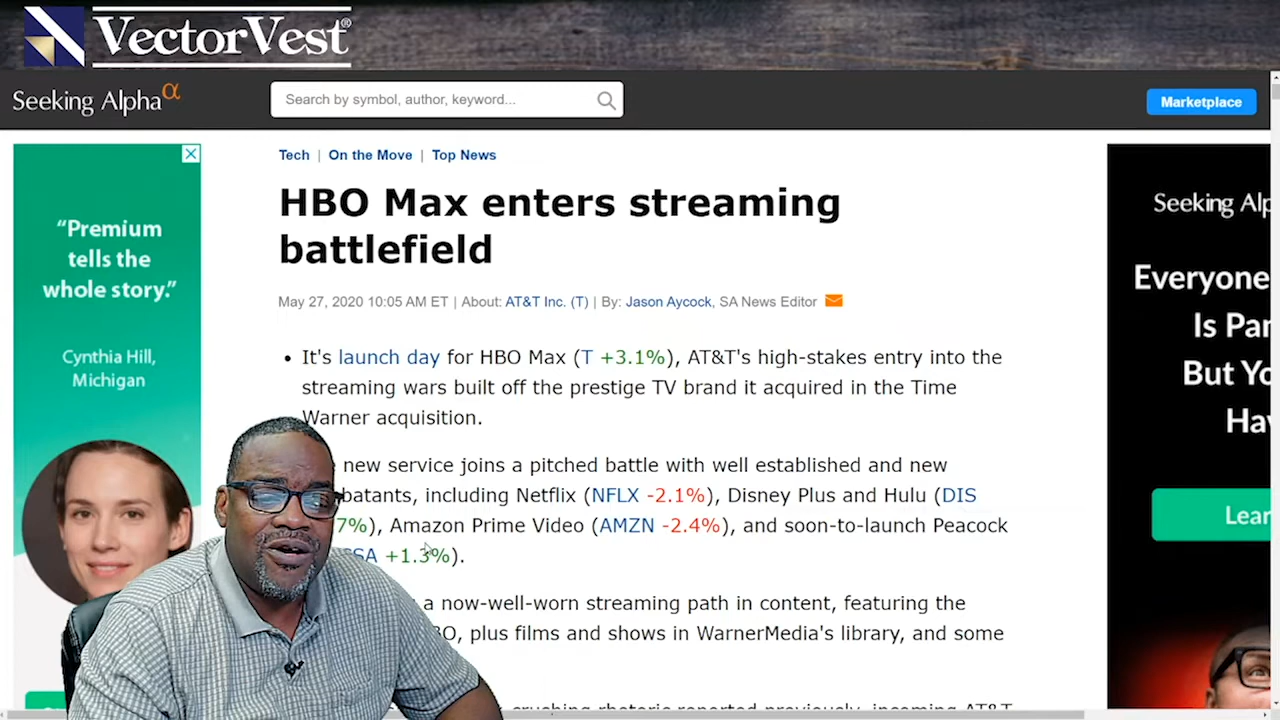 VectorVest®
Seeking Alpha α
Search by symbol, author, keyword...
Marketplace
Tech | On the Move | Top News
HBO Max enters streaming
battlefield
May 27, 2020 10:05 AM ET | About: AT&T Inc. (T) | By: Jason Aycock, SA News Editor
• It's launch day for HBO Max (T +3.1%), AT&T's high-stakes entry into the
streaming wars built off the prestige TV brand it acquired in the Time
Warner acquisition.
new service joins a pitched battle with well established and new
batants, including Netflix (NFLX -2.1%), Disney Plus and Hulu (DIS
7%), Amazon Prime Video (AMZN -2.4%), and soon-to-launch Peacock
SA +1.3%).
a now-well-worn streaming path in content, featuring the
plus films and shows in WarnerMedia's library, and some
crushing rhetoric reported previously, incoming AT&T
“Premium
tells the
whole story.”
Cynthia Hill,
Michigan
Seeking Alp
Everyone
Is Par
But Yo
Hav
Lear